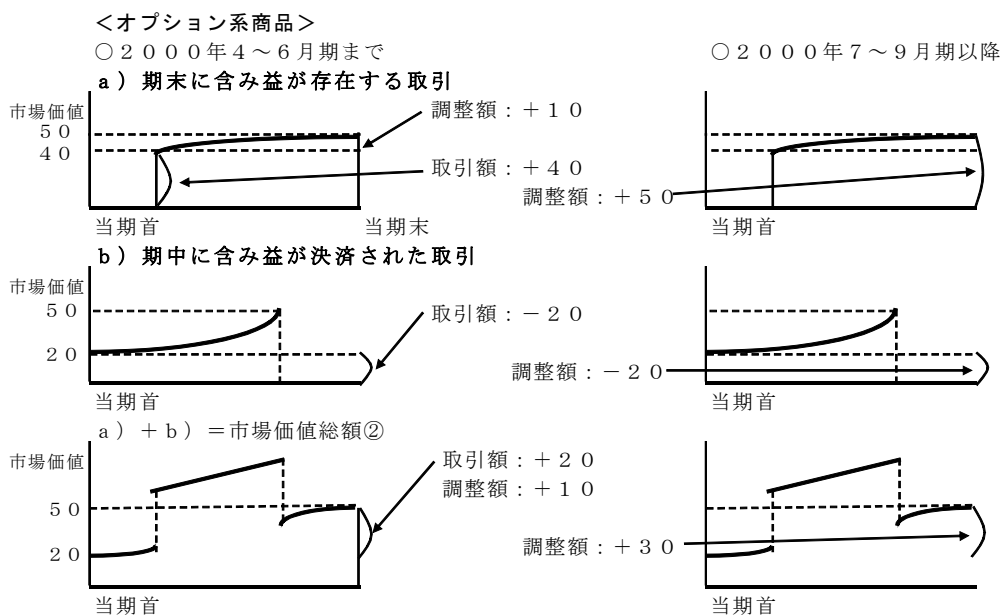 ＜オプション系商品＞
○２０００年４～６月期まで
○２０００年７～９月期以降
ａ）期末に含み益が存在する取引
市場価値
５０
４０
調整額：＋１０
取引額：＋４０
調整額：＋５０
当期首
当期末
当期首
ｂ）期中に含み益が決済された取引
市場価値
５０
２０
取引額：－２０
調整額：－２０
当期首
当期首
ａ）＋ｂ）＝市場価値総額②
市場価値
５０
２０
取引額：＋２０
調整額：＋１０
調整額：＋３０
当期首
当期首